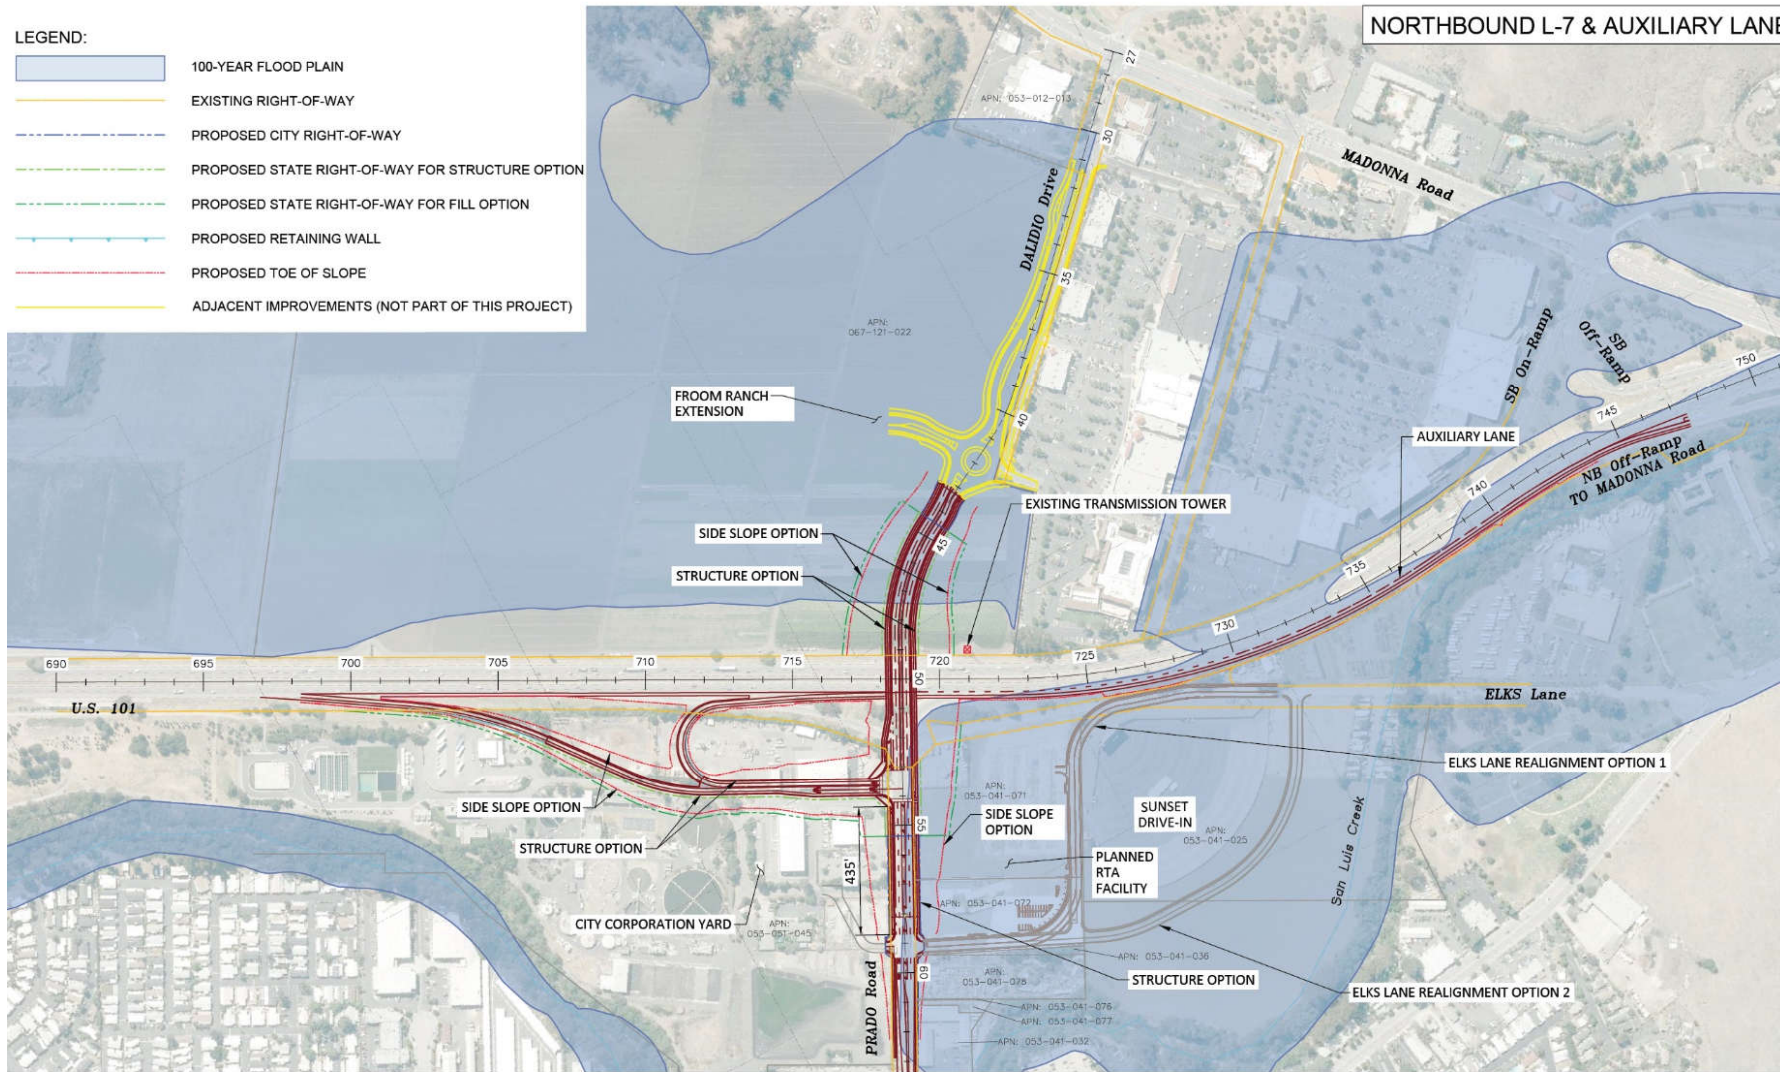 NORTHBOUND L-7 & AUXILIARY LANE
LEGEND:
100-YEAR FLOOD PLAIN
EXISTING RIGHT-OF-WAY
PROPOSED CITY RIGHT-OF-WAY
PROPOSED STATE RIGHT-OF-WAY FOR STRUCTURE OPTION
PROPOSED STATE RIGHT-OF-WAY FOR FILL OPTION
PROPOSED RETAINING WALL
PROPOSED TOE OF SLOPE
ADJACENT IMPROVEMENTS (NOT PART OF THIS PROJECT)
27
APN: 053-012-013
30
MADONNA Road
DALIDIO Drive
35
APN:
067-121-022
SB On-Ramp
SB
Off-Ramp
750
745
FROOM RANCH
EXTENSION
40
AUXILIARY LANE
NB Off-Ramp
TO MADONNA Road
740
EXISTING TRANSMISSION TOWER
SIDE SLOPE OPTION
45
STRUCTURE OPTION
735
730
690
695
700
705
710
715
720
725
50
U.S. 101
ELKS Lane
ELKS LANE REALIGNMENT OPTION 1
APN:
053-041-071
SIDE SLOPE OPTION
SIDE SLOPE
OPTION
SUNSET
DRIVE-IN
APN:
053-041-025
San Luis Creek
55
STRUCTURE OPTION
435'
PLANNED
RTA
FACILITY
APN: 053-041-072
CITY CORPORATION YARD
APN:
053-051-045
APN: 053-041-036
60
APN:
053-041-078
STRUCTURE OPTION
ELKS LANE REALIGNMENT OPTION 2
PRADO Road
APN: 053-041-076
APN: 053-041-077
APN: 053-041-032